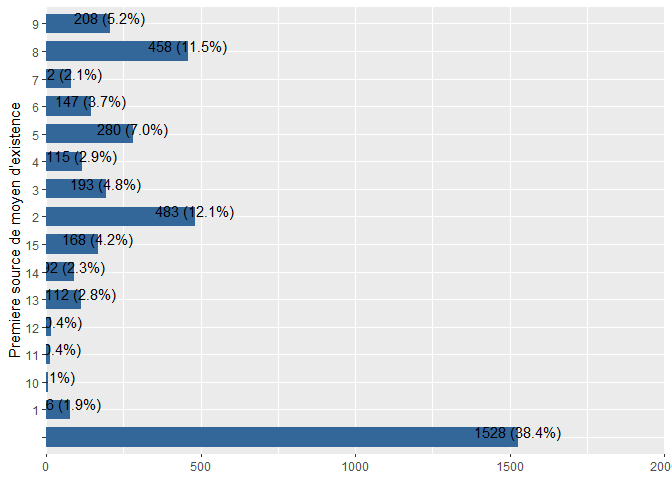 Premiere source de moyen d'existence
9 208 (5.2%)
8 458 (11.5%)
7 2 (2.1%)
6 147 (3.7%)
5 280 (7.0%)
4 115 (2.9%)
3 193 (4.8%)
2 483 (12.1%)
15 168 (4.2%)
14 92 (2.3%)
13 112 (2.8%)
12 .4%)
11 .4%)
10 1%)
1 6 (1.9%)
1528 (38.4%)
0 500 1000 1500 200